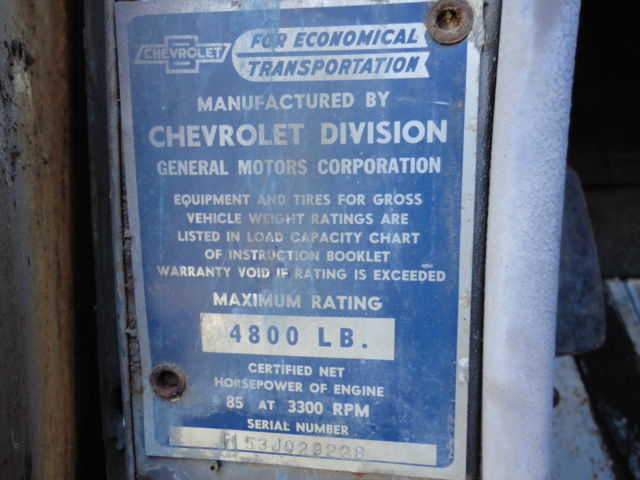 CHEVROLET
FOR ECONOMICAL
TRANSPORTATION
MANUFACTURED BY
CHEVROLET DIVISION
GENERAL MOTORS CORPORATION
EQUIPMENT AND TIRES FOR GROSS
VEHICLE WEIGHT RATINGS ARE
LISTED IN LOAD CAPACITY CHART
OF INSTRUCTION BOOKLET
WARRANTY VOID IF RATING IS EXCEEDED
MAXIMUM RATING
4800 LB.
CERTIFIED NET
HORSEPOWER OF ENGINE
85 AT 3300 RPM
SERIAL NUMBER